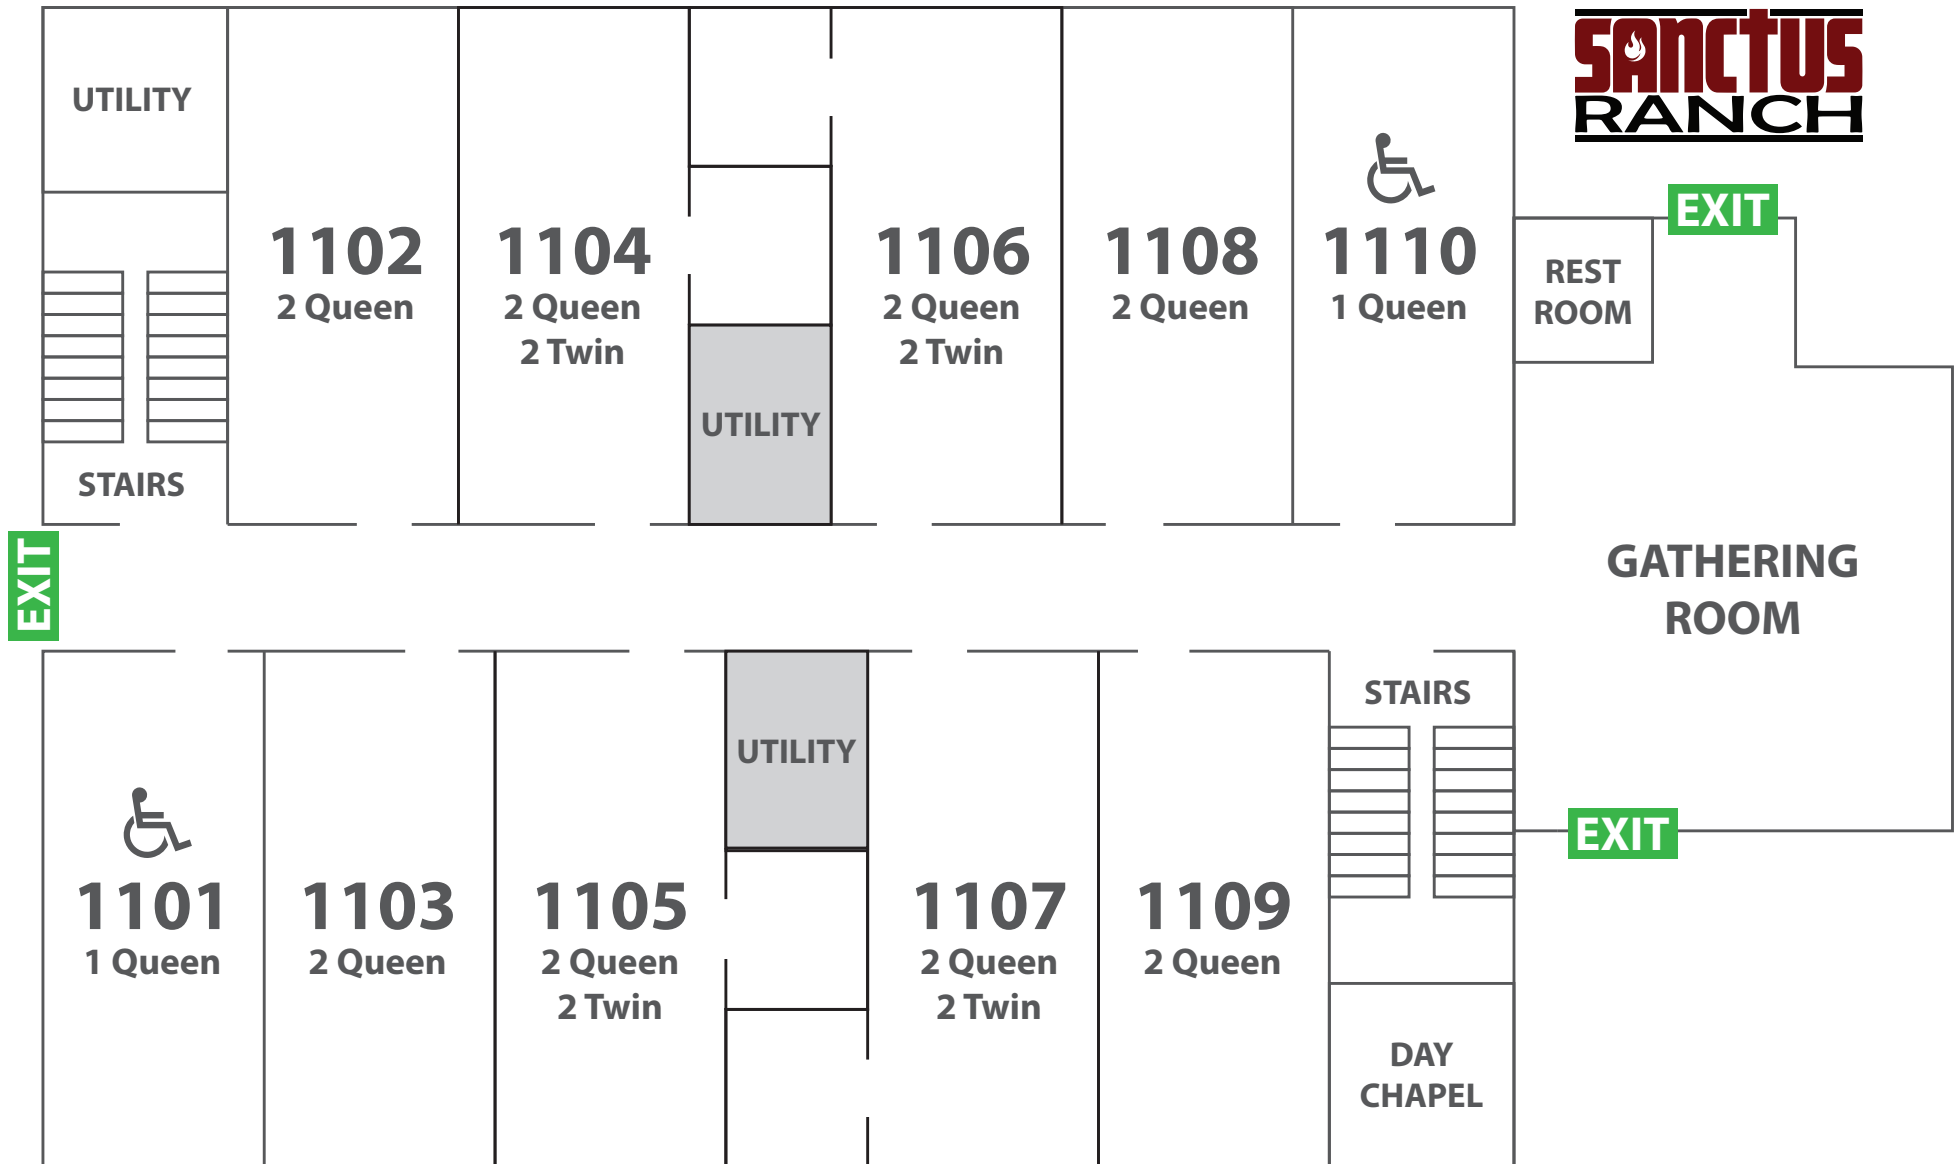 SANCTUS
RANCH
UTILITY
1102
2 Queen
1104
2 Queen
2 Twin
1106
2 Queen
2 Twin
1108
2 Queen
1110
1 Queen
EXIT
REST
ROOM
UTILITY
STAIRS
EXIT
GATHERING
ROOM
STAIRS
UTILITY
EXIT
1101
1 Queen
1103
2 Queen
1105
2 Queen
2 Twin
1107
2 Queen
2 Twin
1109
2 Queen
DAY
CHAPEL